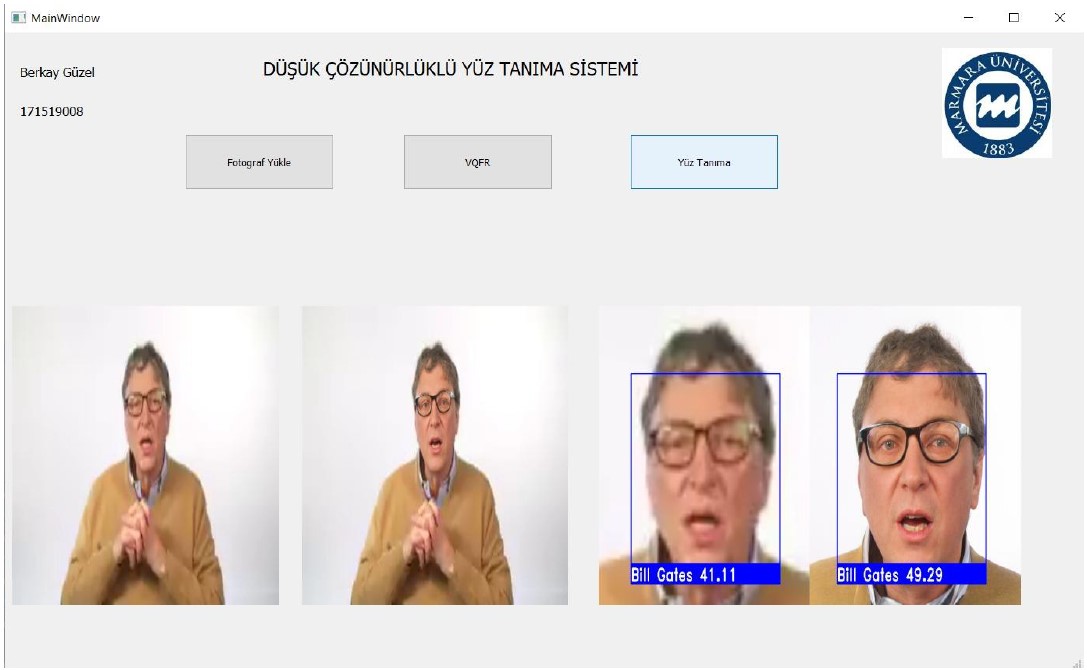 MainWindow
Berkay Güzel
DÜŞÜK ÇÖZÜNÜRLÜKLÜ YÜZ TANIMA SİSTEMİ
171519008
MARMARA ÜNİVERSİTESİ
1883
Fotograf Yükle
VQFR
Yüz Tanıma
Bill Gates 41.11
Bill Gates 49.29